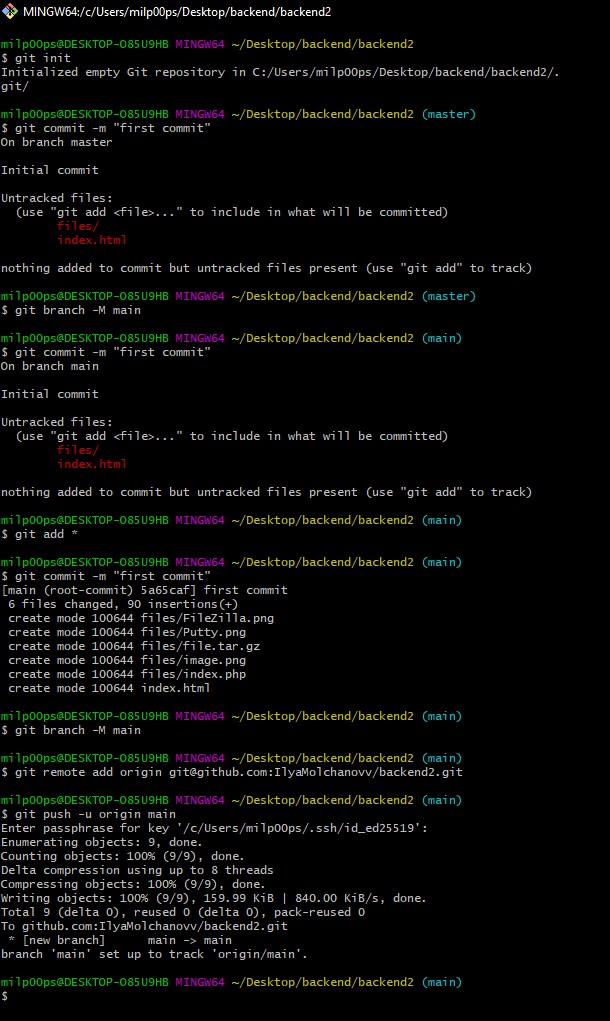 MINGW64:/c/Users/milp00ps/Desktop/backend/backend2
milp00ps@DESKTOP-O85U9HB MINGW64 ~/Desktop/backend/backend2
$ git init
Initialized empty Git repository in C:/Users/milp00ps/Desktop/backend/backend2/.
git/
milp00ps@DESKTOP-O85U9HB MINGW64 ~/Desktop/backend/backend2 (master)
$ git commit -m "first commit"
On branch master
Initial commit
Untracked files:
(use "git add <file>..." to include in what will be committed)
files/
index.html
nothing added to commit but untracked files present (use "git add" to track)
milp00ps@DESKTOP-O85U9HB MINGW64 ~/Desktop/backend/backend2 (master)
$ git branch -M main
milp00ps@DESKTOP-O85U9HB MINGW64 ~/Desktop/backend/backend2 (main)
$ git commit -m "first commit"
On branch main
Initial commit
Untracked files:
(use "git add <file>..." to include in what will be committed)
files/
index.html
nothing added to commit but untracked files present (use "git add" to track)
milp00ps@DESKTOP-O85U9HB MINGW64 ~/Desktop/backend/backend2 (main)
$ git add *
milp00ps@DESKTOP-O85U9HB MINGW64 ~/Desktop/backend/backend2 (main)
$ git commit -m "first commit"
[main (root-commit) 5a65caf] first commit
6 files changed, 90 insertions(+)
create mode 100644 files/FileZilla.png
create mode 100644 files/Putty.png
create mode 100644 files/file.tar.gz
create mode 100644 files/image.png
create mode 100644 files/index.php
create mode 100644 index.html
milp00ps@DESKTOP-O85U9HB MINGW64 ~/Desktop/backend/backend2 (main)
$ git branch -M main
milp00ps@DESKTOP-O85U9HB MINGW64 ~/Desktop/backend/backend2 (main)
$ git remote add origin git@github.com:IlyaMolchanovv/backend2.git
milp00ps@DESKTOP-O85U9HB MINGW64 ~/Desktop/backend/backend2 (main)
$ git push -u origin main
Enter passphrase for key '/c/Users/milp00ps/.ssh/id_ed25519':
Enumerating objects: 9, done.
Counting objects: 100% (9/9), done.
Delta compression using up to 8 threads
Compressing objects: 100% (9/9), done.
Writing objects: 100% (9/9), 159.99 KiB | 840.00 KiB/s, done.
Total 9 (delta 0), reused 0 (delta 0), pack-reused 0
To github.com:IlyaMolchanovv/backend2.git
* [new branch] main -> main
branch 'main' set up to track 'origin/main'.
milp00ps@DESKTOP-O85U9HB MINGW64 ~/Desktop/backend/backend2 (main)
$